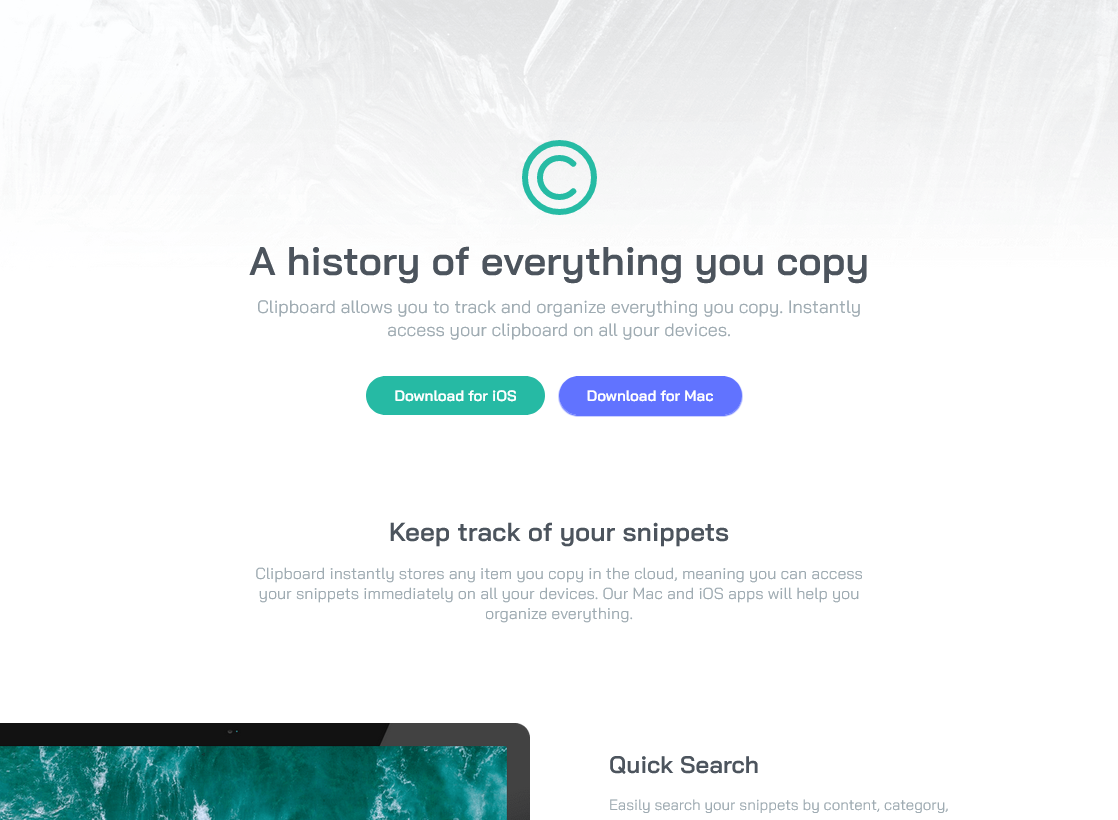 A history of everything you copy
Clipboard allows you to track and organize everything you copy. Instantly
access your clipboard on all your devices.
Download for iOS
Download for Mac
Keep track of your snippets
Clipboard instantly stores any item you copy in the cloud, meaning you can access
your snippets immediately on all your devices. Our Mac and iOS apps will help you
organize everything.
Quick Search
Easily search your snippets by content, category,